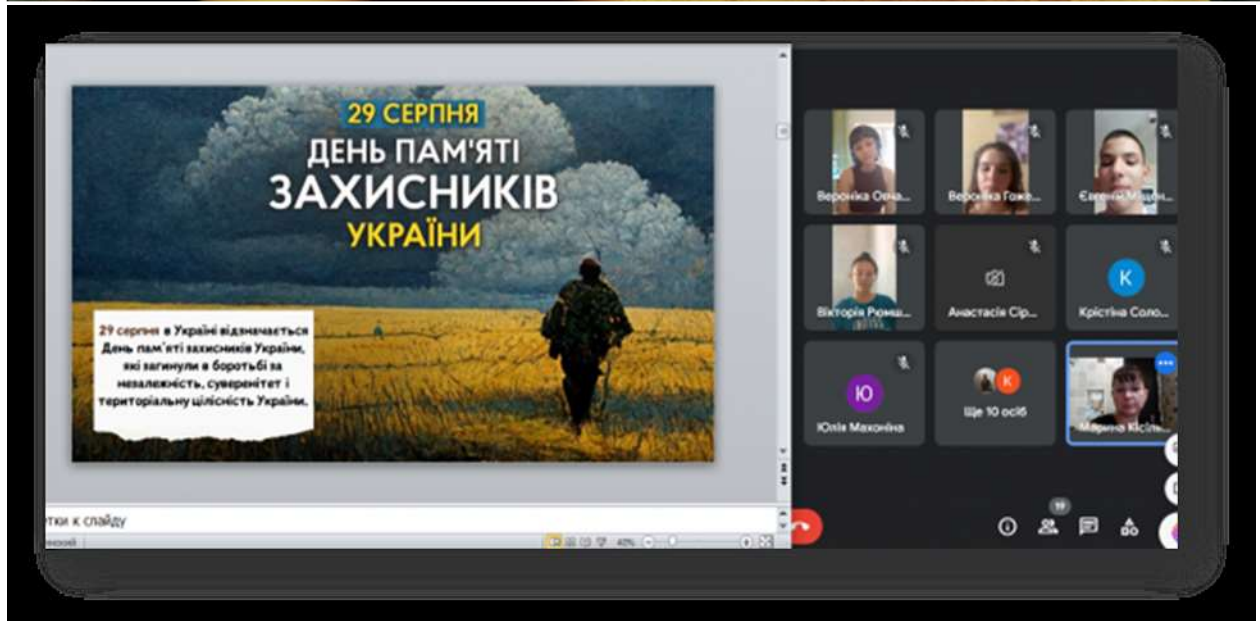 29 СЕРПНЯ
ДЕНЬ ПАМ'ЯТІ
ЗАХИСНИКІВ
УКРАЇНИ
29 серпня в Україні відзначається
День пам'яті захисників України,
які загинули в боротьбі за
незалежність, суверенітет і
територіальну цілісність України.
тки к слайду
40%
Вероніка Овча...
Вероніка Гоже...
Євгеній Міщен...
Вікторія Рюмш...
Анастасія Сір...
К
Крістіна Соло...
Ю
Юлія Махоніна
К
Ще 10 осіб
Марина Кісіль...
19